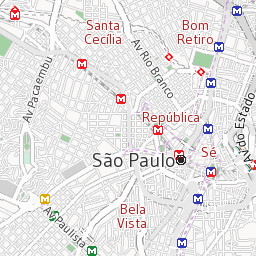 Santa
Cecília
Bom
Retiro
Av Rio Branco
Av Pacaembu
República
Av do Estado
São Paulo
Sé
Bela
Vista
Av Paulista